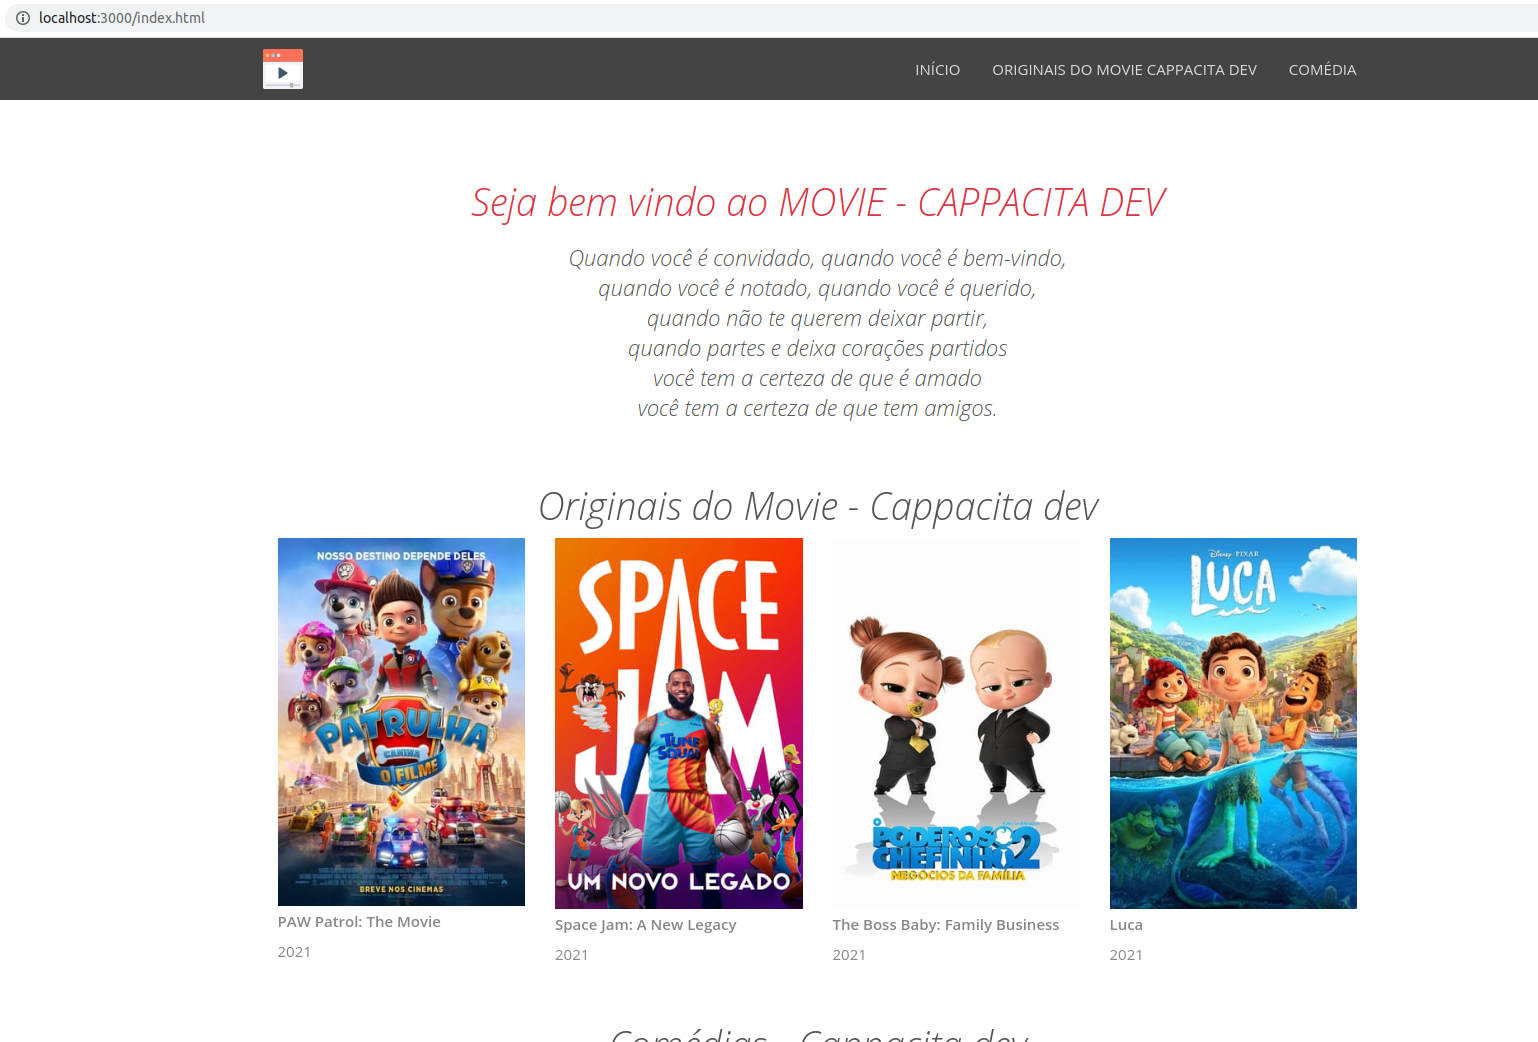 localhost:3000/index.html
INÍCIO ORIGINAIS DO MOVIE CAPPACITA DEV COMÉDIA
Seja bem vindo ao MOVIE - CAPPACITA DEV
Quando você é convidado, quando você é bem-vindo,
quando você é notado, quando você é querido,
quando não te querem deixar partir,
quando partes e deixa corações partidos
você tem a certeza de que é amado
você tem a certeza de que tem amigos.
Originais do Movie - Cappacita dev
NOSSO DESTINO DEPENDE DELES
PATRULHA
CANINA
O FILME
BREVE NOS CINEMAS
PAW Patrol: The Movie
2021
SPACE
JAM
TUNE
SQUAD
UM NOVO LEGADO
Space Jam: A New Legacy
2021
O PODEROSO
CHEFINHO 2
NEGÓCIOS DA FAMÍLIA
The Boss Baby: Family Business
2021
Disney PIXAR
LUCA
Luca
2021
Comédias - Cappacita dev